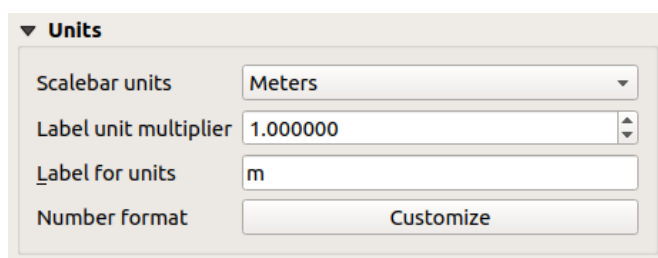 Units
Scalebar units Meters
Label unit multiplier 1.000000
Label for units m
Number format Customize